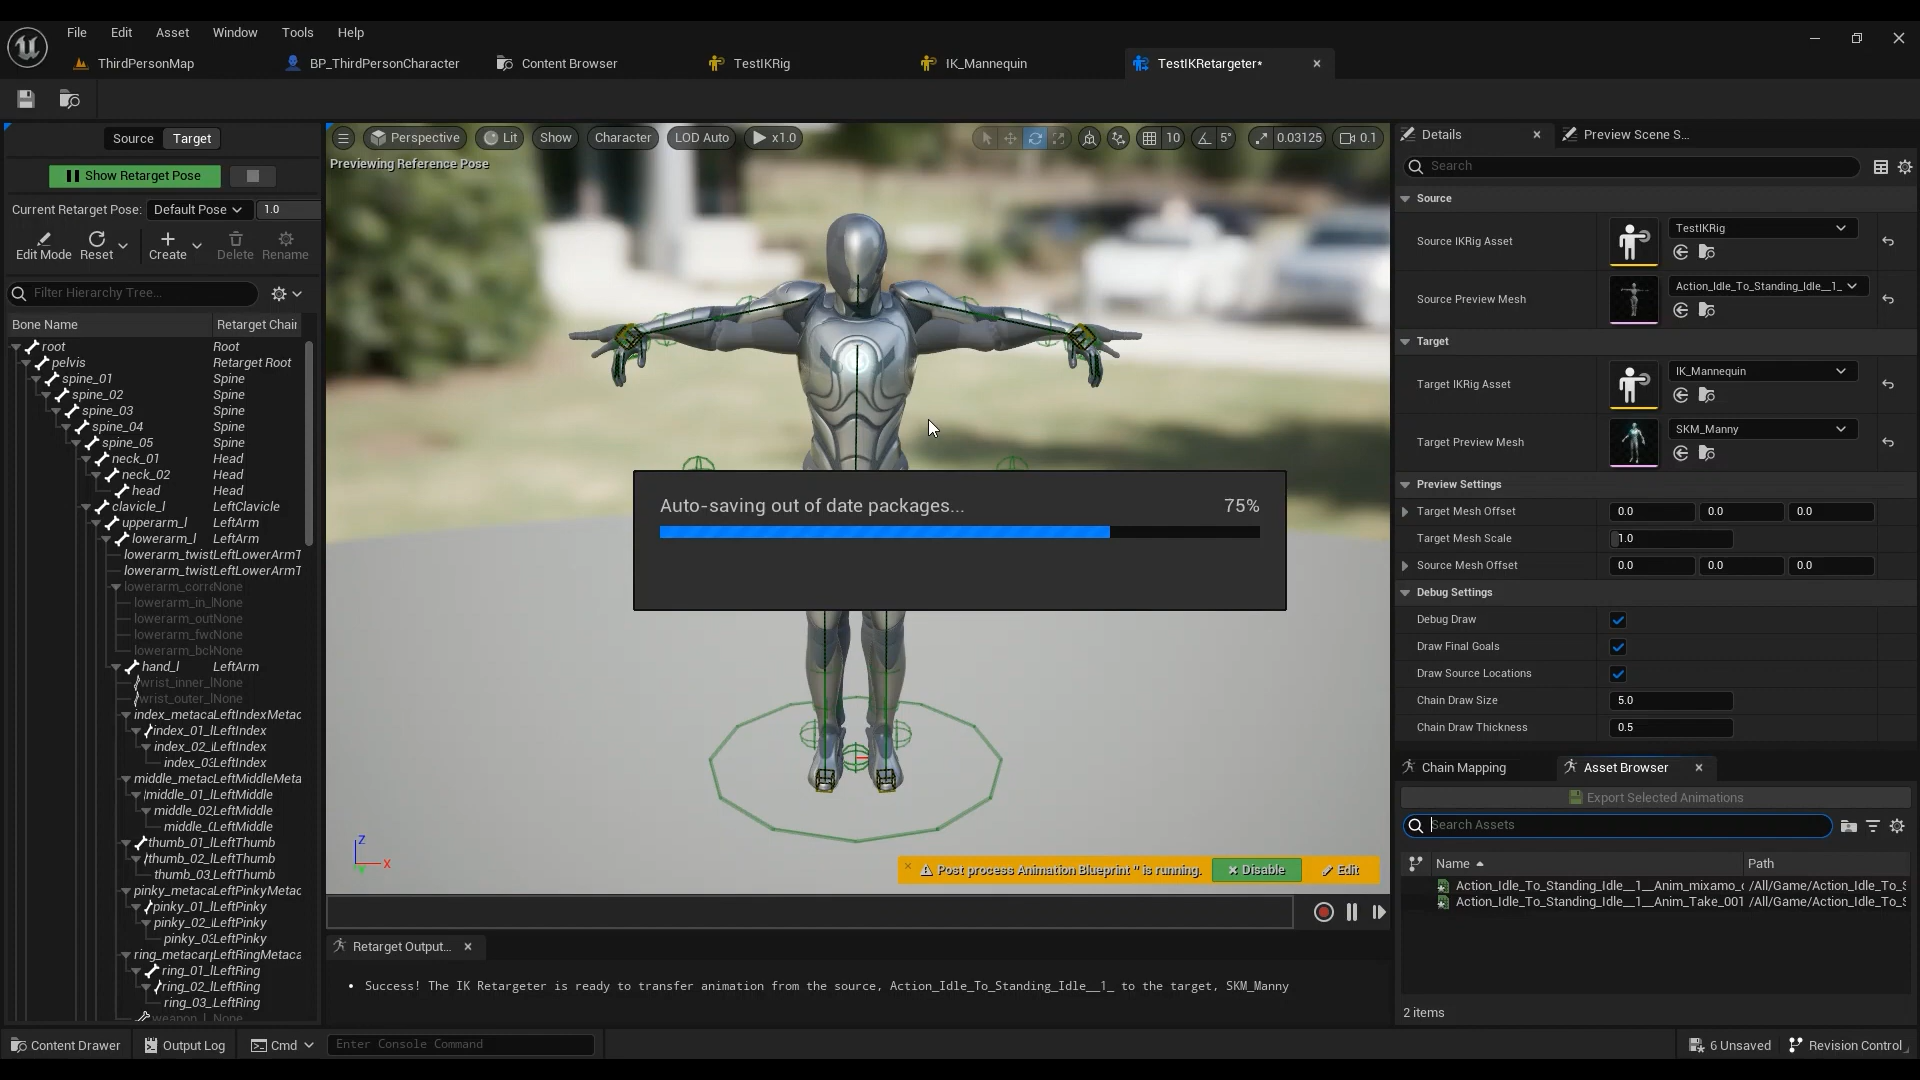 File Edit Asset Window Tools Help
ThirdPersonMap BP_ThirdPersonCharacter Content Browser TestIKRig IK_Mannequin TestIKRetargeter*
Source Target
Show Retarget Pose
Current Retarget Pose: Default Pose 1.0
Edit Mode Reset Create Delete Rename
Filter Hierarchy Tree...
Bone Name Retarget Chair
root Root
pelvis Retarget Root
spine_01 Spine
spine_02 Spine
spine_03 Spine
spine_04 Spine
spine_05 Spine
neck_01 Head
neck_02 Head
head Head
clavicle_l LeftClavicle
upperarm_l LeftArm
lowerarm_l LeftArm
lowerarm_twist LeftLowerArmT
lowerarm_twist LeftLowerArmT
lowerarm_corr None
lowerarm_in_ None
lowerarm_out None
lowerarm_fwd None
lowerarm_bck None
hand_l LeftArm
wrist_inner_l None
wrist_outer_l None
index_metaca LeftIndexMetac
index_01_l LeftIndex
index_02_l LeftIndex
index_03 LeftIndex
middle_metac LeftMiddleMeta
middle_01_l LeftMiddle
middle_02 LeftMiddle
middle_( LeftMiddle
thumb_01_l LeftThumb
thumb_02_l LeftThumb
thumb_03 LeftThumb
pinky_metaca LeftPinkyMetac
pinky_01_l LeftPinky
pinky_02_l LeftPinky
pinky_03 LeftPinky
ring_metacar LeftRingMetaca
ring_01_l LeftRing
ring_02_l LeftRing
ring_03_ LeftRing
weapon_l None
Perspective Lit Show Character LOD Auto x1.0 10 5° 0.03125 0.1
Previewing Reference Pose
Auto-saving out of date packages... 75%
Z
X
Post process Animation Blueprint '' is running. Disable Edit
Retarget Output...
• Success! The IK Retargeter is ready to transfer animation from the source, Action_Idle_To_Standing_Idle__1_ to the target, SKM_Manny
Details Preview Scene S...
Search
Source
Source IKRig Asset TestIKRig
Source Preview Mesh Action_Idle_To_Standing_Idle__1_
Target
Target IKRig Asset IK_Mannequin
Target Preview Mesh SKM_Manny
Preview Settings
Target Mesh Offset 0.0 0.0 0.0
Target Mesh Scale 1.0
Source Mesh Offset 0.0 0.0 0.0
Debug Settings
Debug Draw
Draw Final Goals
Draw Source Locations
Chain Draw Size 5.0
Chain Draw Thickness 0.5
Chain Mapping Asset Browser
Export Selected Animations
Search Assets
Name Path
Action_Idle_To_Standing_Idle__1__Anim_mixamo_c /All/Game/Action_Idle_To_S
Action_Idle_To_Standing_Idle__1__Anim_Take_001 /All/Game/Action_Idle_To_S
2 items
Content Drawer Output Log Cmd Enter Console Command 6 Unsaved Revision Control